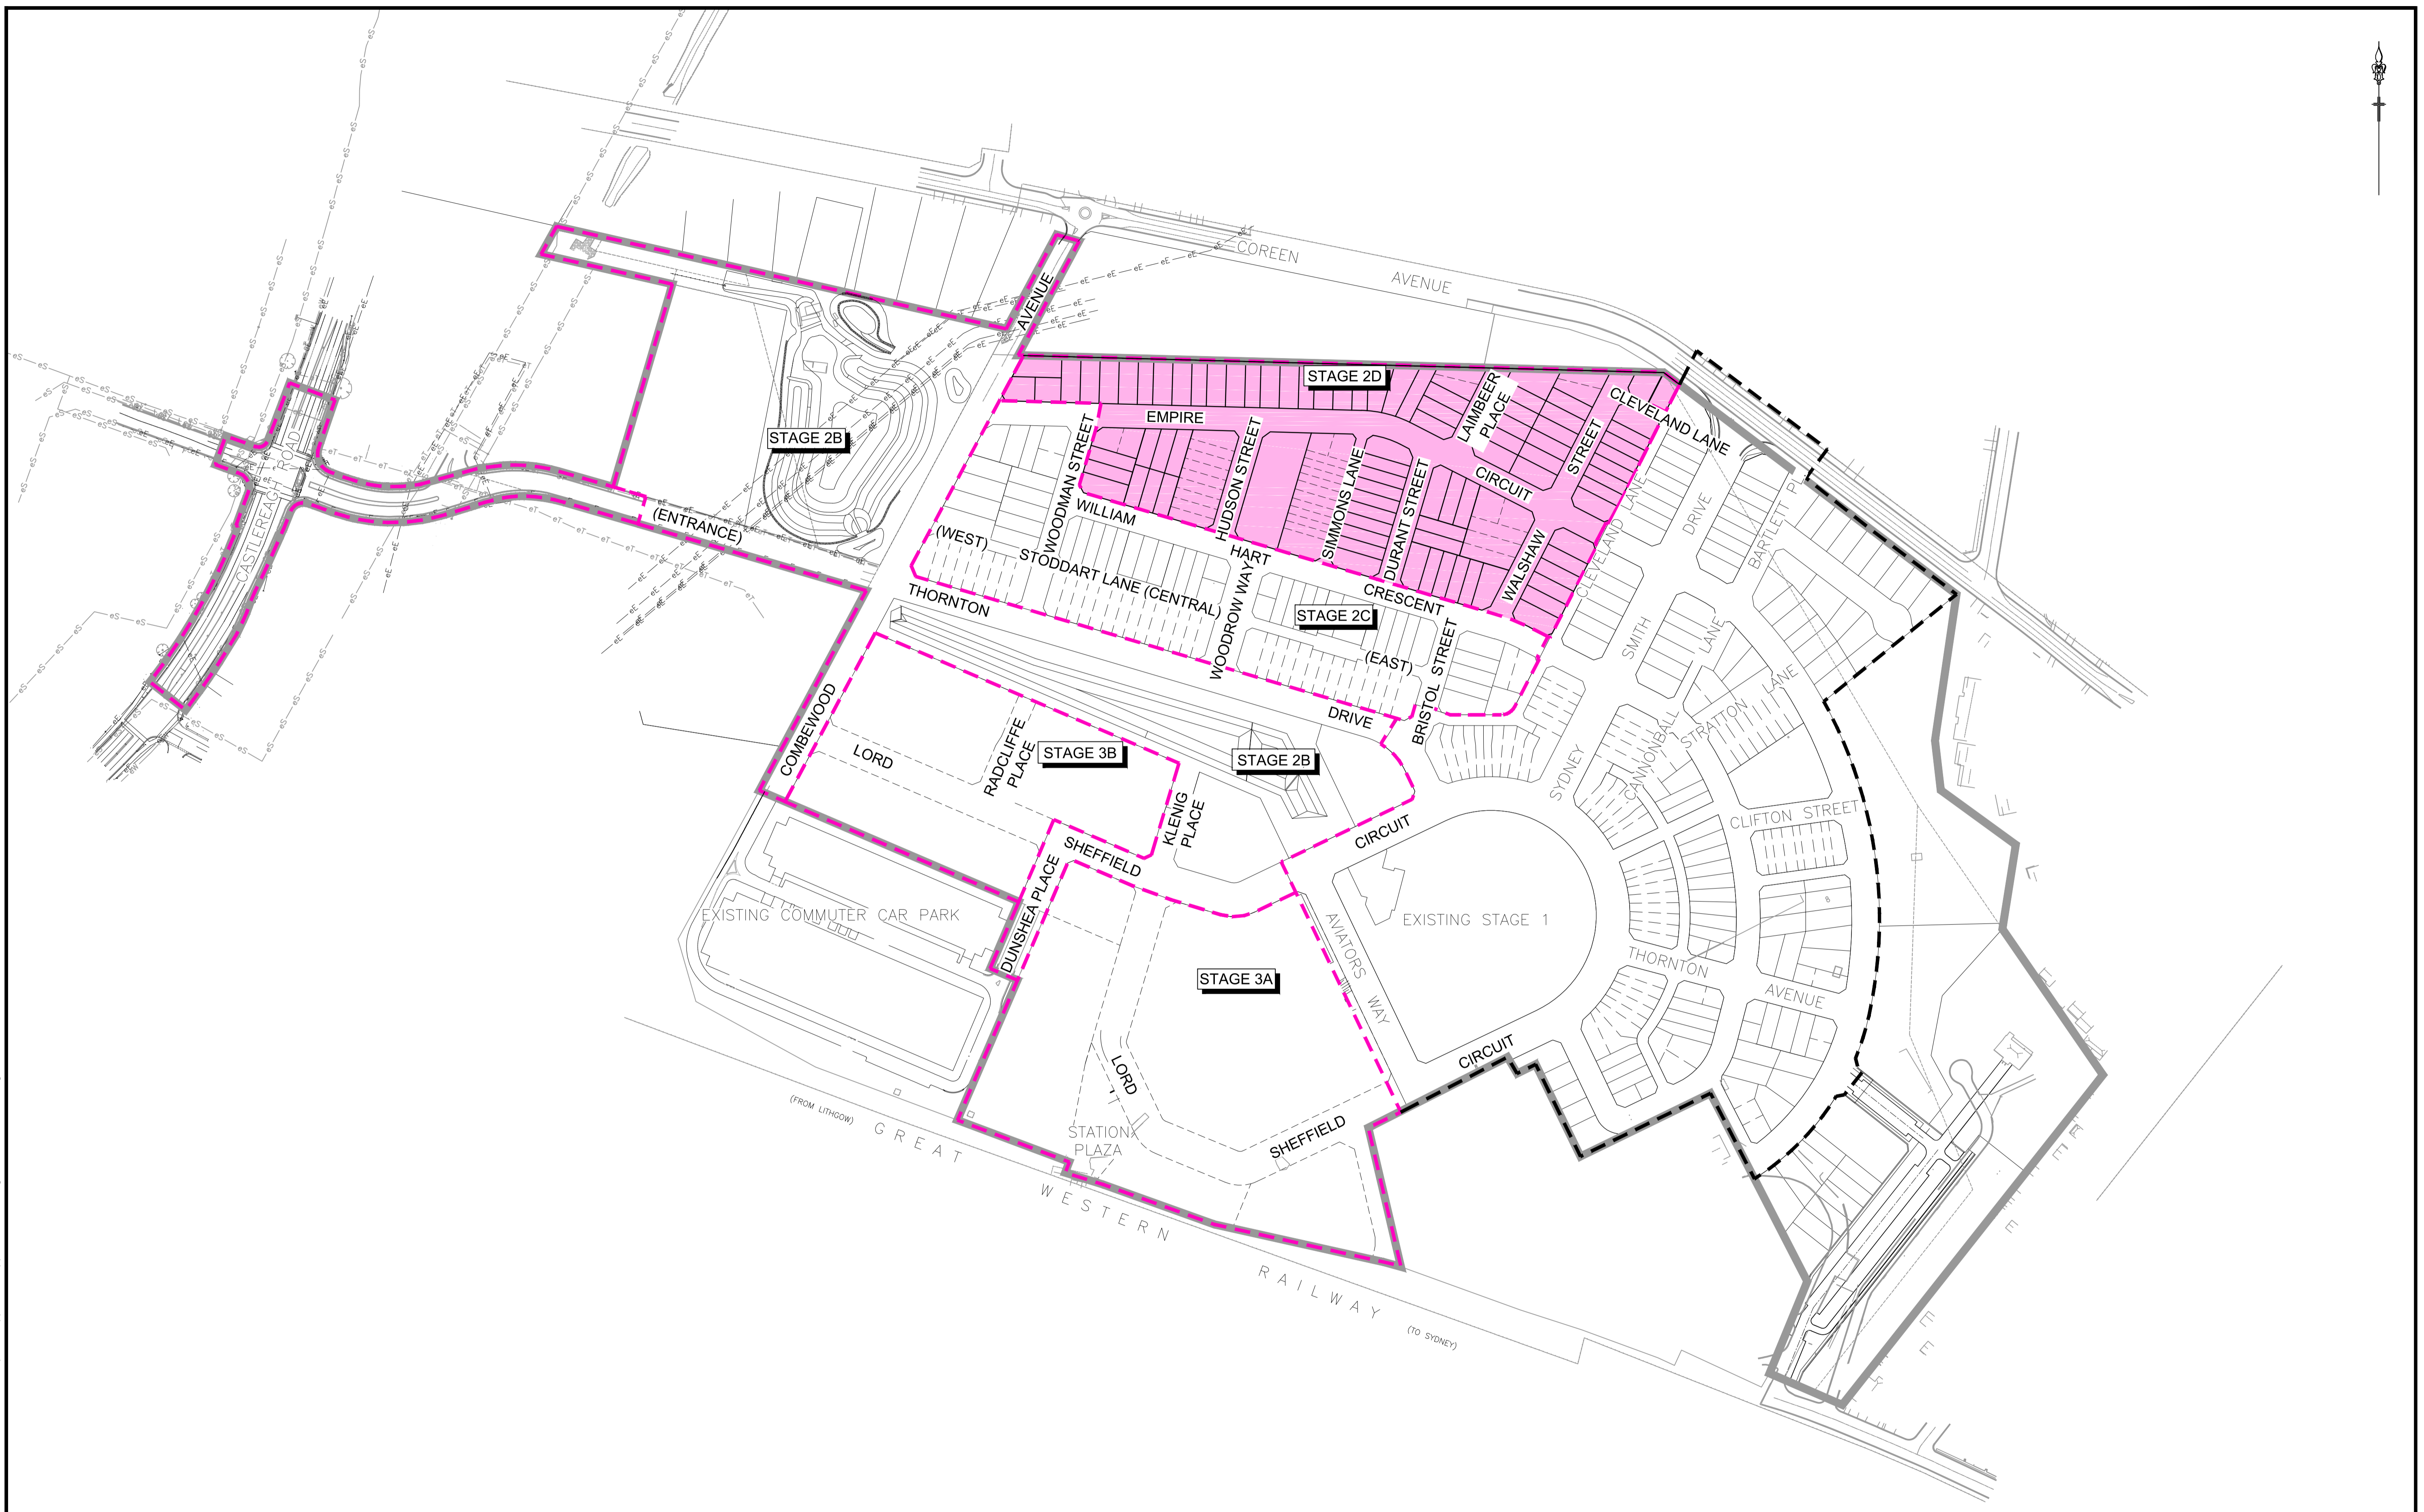 COREEN
AVENUE
AVENUE
STAGE 2D
LAIMBER
PLACE
CLEVELAND LANE
EMPIRE
STREET
STAGE 2B
WOODMAN STREET
HUDSON STREET
SIMMONS LANE
DURANT STREET
CIRCUIT
ROAD
CASTLEREAGH
(ENTRANCE)
WILLIAM
HART
CRESCENT
WALSHAW
CLEVELAND LANE
DRIVE
BARTLETT PL
(WEST)
STODDART LANE (CENTRAL)
WOODROW WAY
STAGE 2C
(EAST)
BRISTOL STREET
THORNTON
DRIVE
SMITH
LANE
SYDNEY
CANNONBALL
STRATTON LANE
COMBEWOOD
LORD
RADCLIFFE
PLACE
STAGE 3B
STAGE 2B
KLENIG
PLACE
SHEFFIELD
CIRCUIT
CLIFTON STREET
DUNSHEA PLACE
EXISTING COMMUTER CAR PARK
AVIATORS WAY
EXISTING STAGE 1
8
THORNTON
AVENUE
STAGE 3A
CIRCUIT
LORD
STATION
PLAZA
SHEFFIELD
(FROM LITHGOW)
GREAT
WESTERN
RAILWAY
(TO SYDNEY)